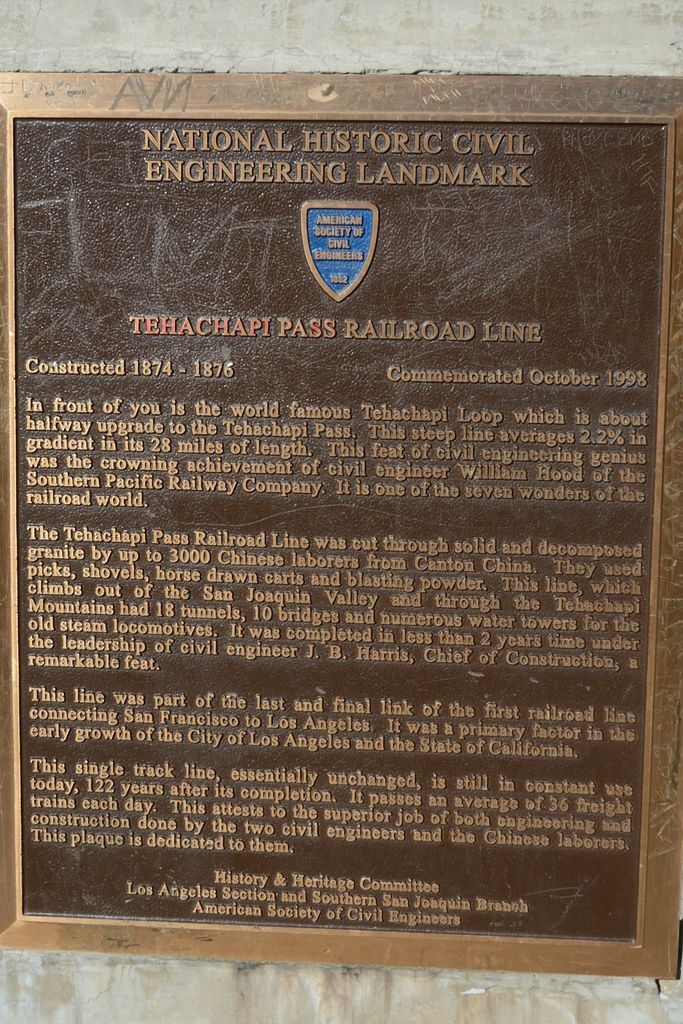 NATIONAL HISTORIC CIVIL
ENGINEERING LANDMARK
AMERICAN
SOCIETY OF
CIVIL
ENGINEERS
1852
TEHACHAPI PASS RAILROAD LINE
Constructed 1874 - 1876 Commemorated October 1998
In front of you is the world famous Tehachapi Loop which is about
halfway upgrade to the Tehachapi Pass. This steep line averages 2.2% in
gradient in its 28 miles of length. This feat of civil engineering genius
was the crowning achievement of civil engineer William Hood of the
Southern Pacific Railway Company. It is one of the seven wonders of the
railroad world.
The Tehachapi Pass Railroad Line was cut through solid and decomposed
granite by up to 3000 Chinese laborers from Canton China. They used
picks, shovels, horse drawn carts and blasting powder. This line, which
climbs out of the San Joaquin Valley and through the Tehachapi
Mountains had 18 tunnels, 10 bridges and numerous water towers for the
old steam locomotives. It was completed in less than 2 years time under
the leadership of civil engineer J. B. Harris, Chief of Construction, a
remarkable feat.
This line was part of the last and final link of the first railroad line
connecting San Francisco to Los Angeles. It was a primary factor in the
early growth of the City of Los Angeles and the State of California.
This single track line, essentially unchanged, is still in constant use
today, 122 years after its completion. It passes an average of 36 freight
trains each day. This attests to the superior job of both engineering and
construction done by the two civil engineers and the Chinese laborers.
This plaque is dedicated to them.
History & Heritage Committee
Los Angeles Section and Southern San Joaquin Branch
American Society of Civil Engineers